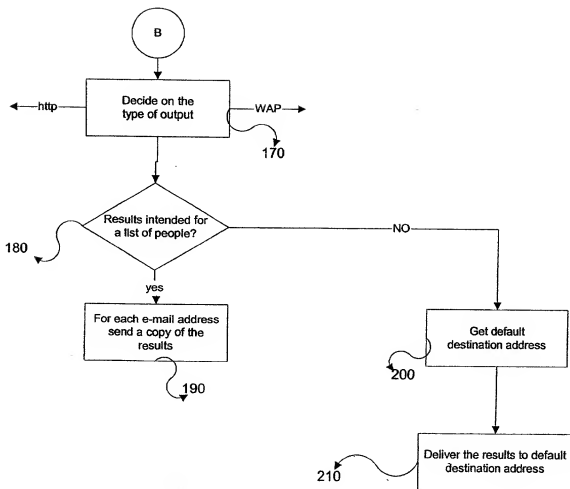 B
Decide on the
type of output
http
WAP
170
Results intended for
a list of people?
180
NO
yes
For each e-mail address
send a copy of the
results
190
Get default
destination address
200
Deliver the results to default
destination address
210